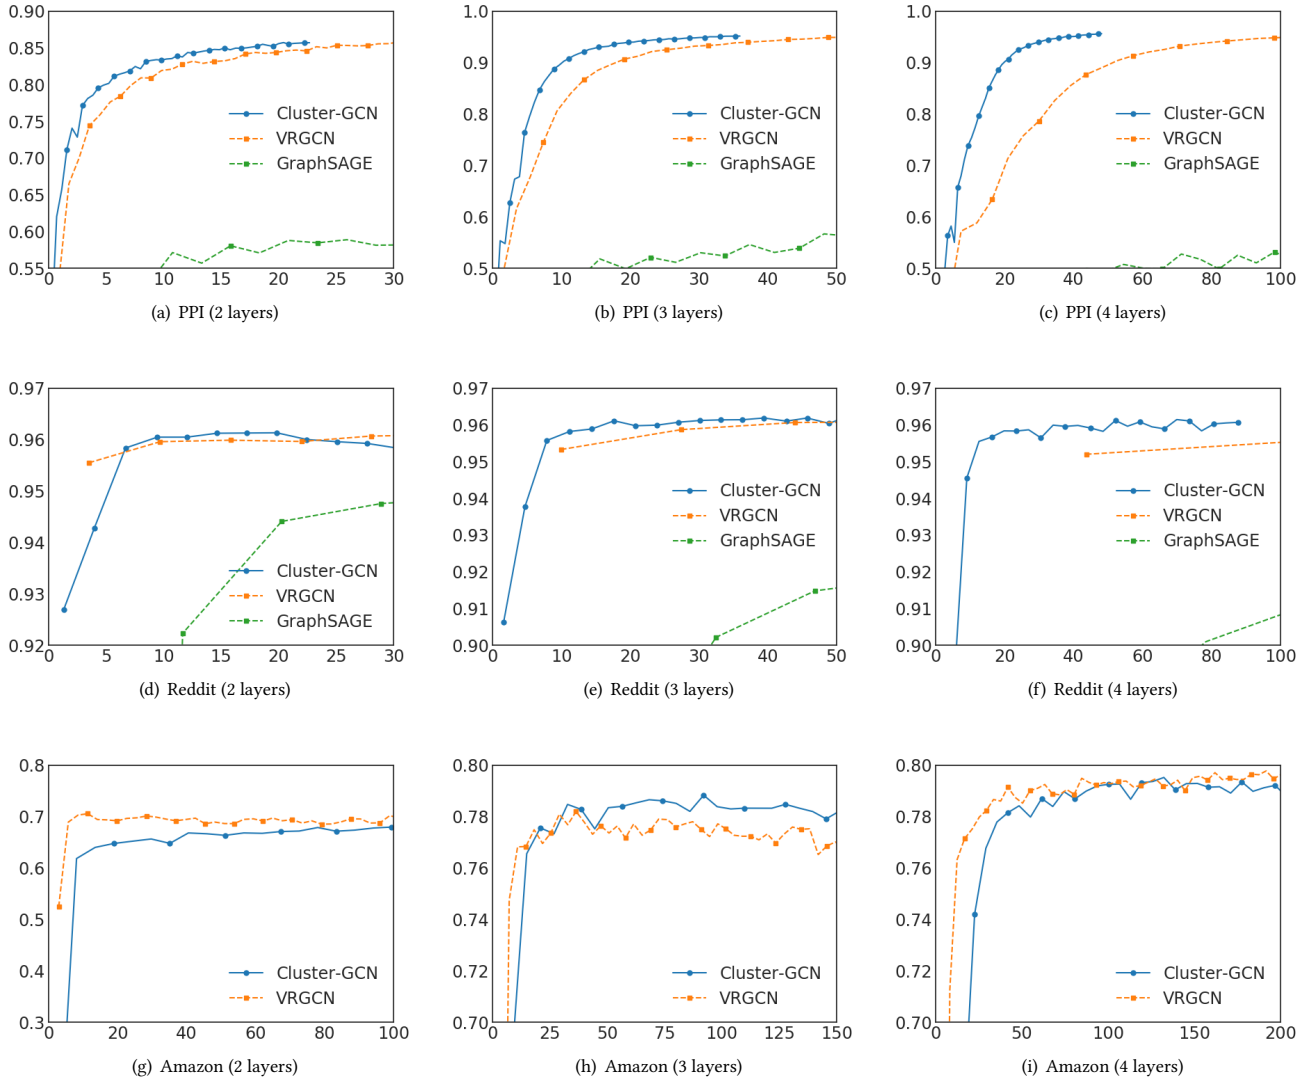 0.90
0.85
0.80
0.75
0.70
0.65
0.60
0.55
0 5 10 15 20 25 30
Cluster-GCN
VRGCN
GraphSAGE
(a) PPI (2 layers)
1.0
0.9
0.8
0.7
0.6
0.5
0 10 20 30 40 50
Cluster-GCN
VRGCN
GraphSAGE
(b) PPI (3 layers)
1.0
0.9
0.8
0.7
0.6
0.5
0 20 40 60 80 100
Cluster-GCN
VRGCN
GraphSAGE
(c) PPI (4 layers)
0.97
0.96
0.95
0.94
0.93
0.92
0 5 10 15 20 25 30
Cluster-GCN
VRGCN
GraphSAGE
(d) Reddit (2 layers)
0.97
0.96
0.95
0.94
0.93
0.92
0.91
0.90
0 10 20 30 40 50
Cluster-GCN
VRGCN
GraphSAGE
(e) Reddit (3 layers)
0.97
0.96
0.95
0.94
0.93
0.92
0.91
0.90
0 20 40 60 80 100
Cluster-GCN
VRGCN
GraphSAGE
(f) Reddit (4 layers)
0.8
0.7
0.6
0.5
0.4
0.3
0 20 40 60 80 100
Cluster-GCN
VRGCN
(g) Amazon (2 layers)
0.80
0.78
0.76
0.74
0.72
0.70
0 25 50 75 100 125 150
Cluster-GCN
VRGCN
(h) Amazon (3 layers)
0.80
0.78
0.76
0.74
0.72
0.70
0 50 100 150 200
Cluster-GCN
VRGCN
(i) Amazon (4 layers)